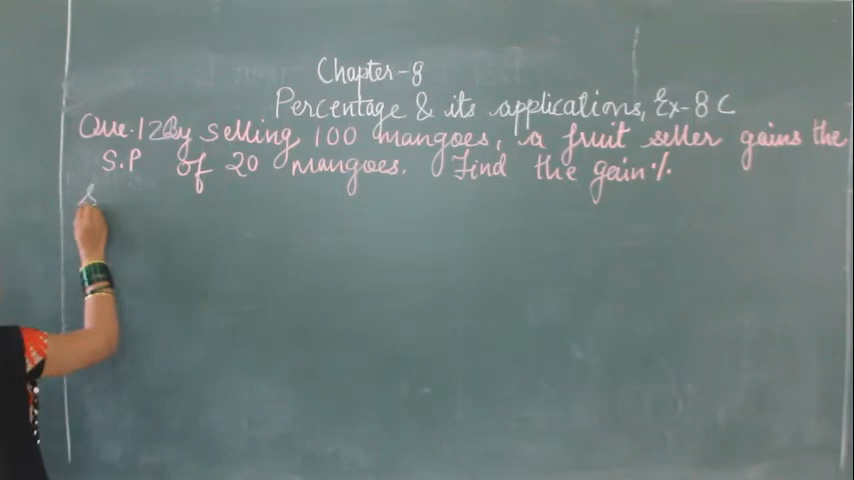 Chapter-8
Percentage & its applications, Ex-8 C
Que.12 By selling 100 mangoes, a fruit seller gains the
S.P of 20 mangoes. Find the gain%.
S